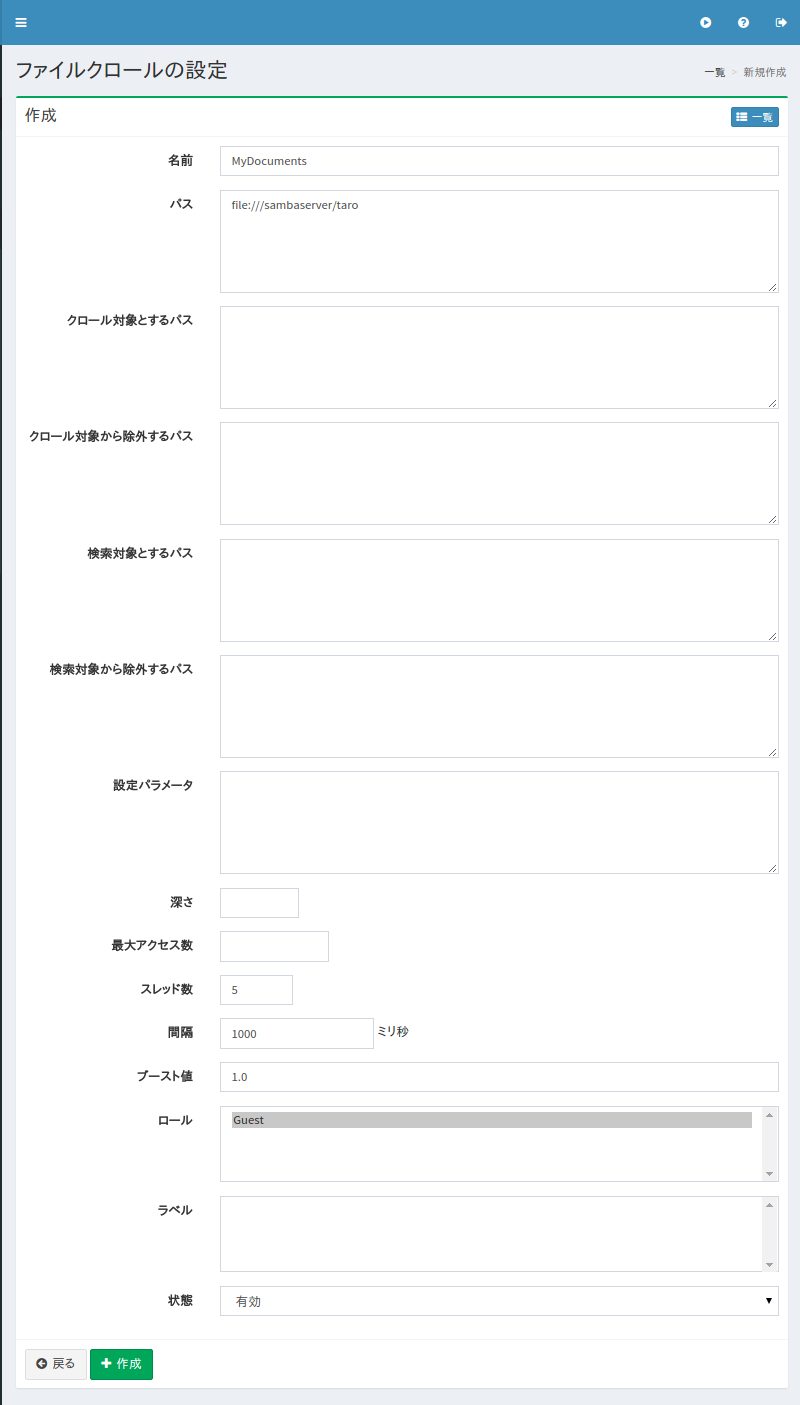 ファイルクロールの設定
一覧 > 新規作成
作成
一覧
名前
MyDocuments
パス
file:///sambaserver/taro
クロール対象とするパス
クロール対象から除外するパス
検索対象とするパス
検索対象から除外するパス
設定パラメータ
深さ
最大アクセス数
スレッド数
5
間隔
1000
ミリ秒
ブースト値
1.0
ロール
Guest
ラベル
状態
有効
戻る
作成